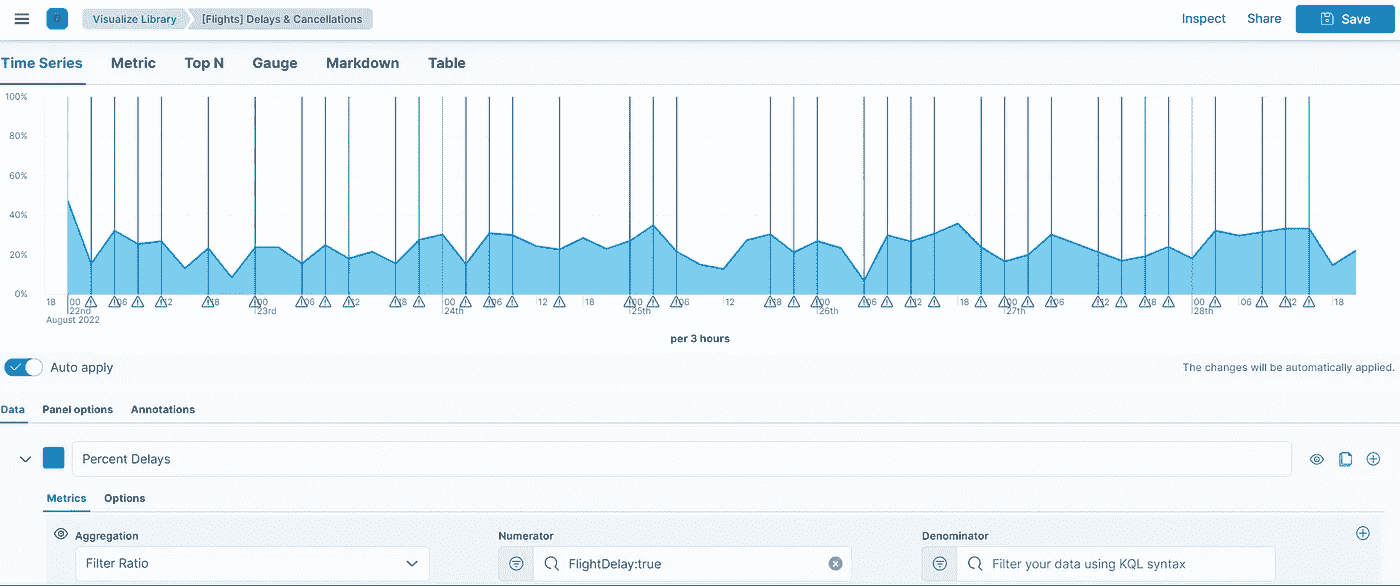 D Visualize Library [Flights] Delays & Cancellations Inspect Share Save
Time Series Metric Top N Gauge Markdown Table
100%
80%
60%
40%
20%
0%
18 00 06 12 18 00 06 12 18 00 06 12 18 00 06 12 18 00 06 12 18 00 06 12 18 00 06 12 18
22nd 23rd 24th 25th 26th 27th 28th
August 2022
per 3 hours
Auto apply The changes will be automatically applied.
Data Panel options Annotations
Percent Delays
Metrics Options
Aggregation Numerator Denominator
Filter Ratio FlightDelay:true Filter your data using KQL syntax